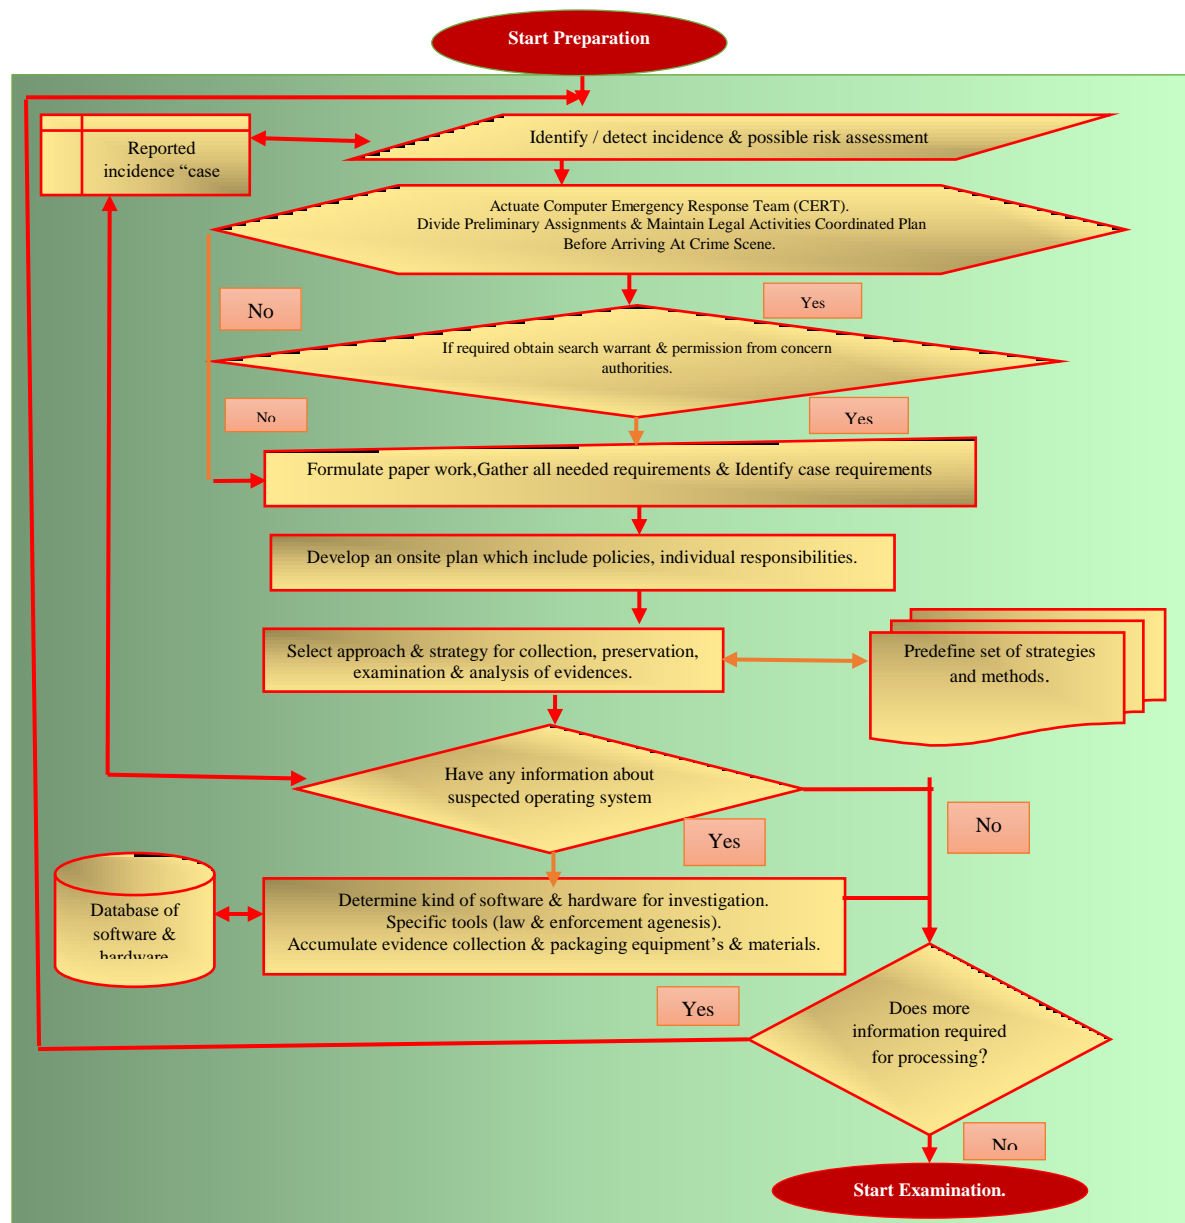 Start Preparation
Identify / detect incidence & possible risk assessment
Reported
incidence “case
Actuate Computer Emergency Response Team (CERT).
Divide Preliminary Assignments & Maintain Legal Activities Coordinated Plan
Before Arriving At Crime Scene.
No
Yes
If required obtain search warrant & permission from concern
authorities.
No
Yes
Formulate paper work,Gather all needed requirements & Identify case requirements
Develop an onsite plan which include policies, individual responsibilities.
Select approach & strategy for collection, preservation,
examination & analysis of evidences.
Predefine set of strategies
and methods.
Have any information about
suspected operating system
Yes
No
Database of
software &
hardware
Determine kind of software & hardware for investigation.
Specific tools (law & enforcement agenesis).
Accumulate evidence collection & packaging equipment’s & materials.
Yes
Does more
information required
for processing?
No
Start Examination.